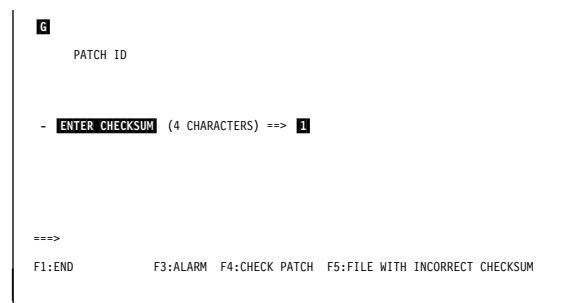 G
PATCH ID
- ENTER CHECKSUM (4 CHARACTERS) ==> 1
===>
F1:END F3:ALARM F4:CHECK PATCH F5:FILE WITH INCORRECT CHECKSUM